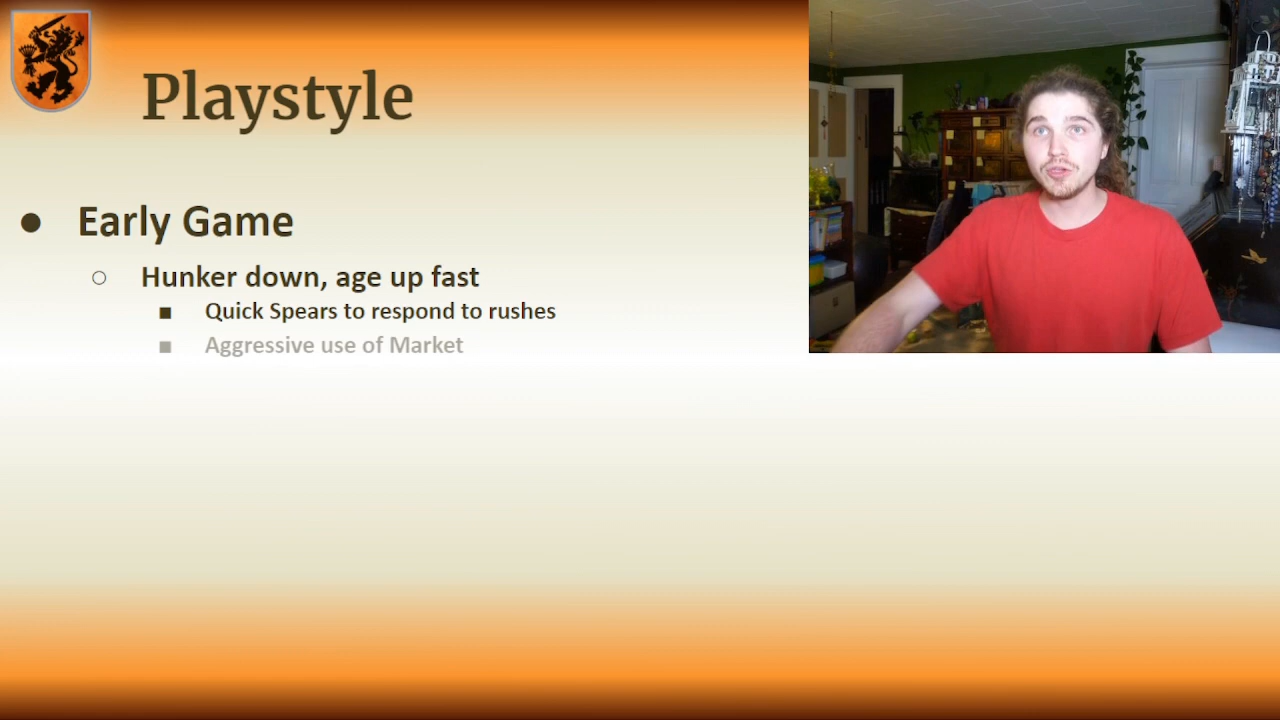 Playstyle
● Early Game
○ Hunker down, age up fast
■ Quick Spears to respond to rushes
■ Aggressive use of Market